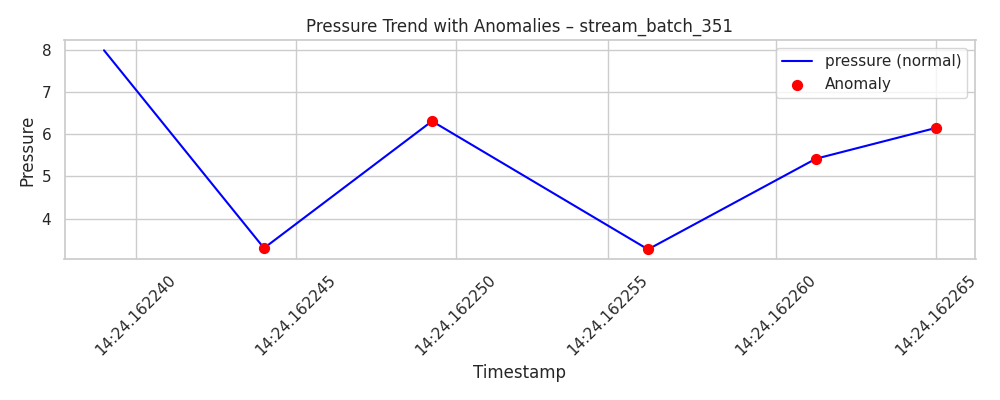 Pressure Trend with Anomalies – stream_batch_351
pressure (normal)
Anomaly
Pressure
8
7
6
5
4
14:24.162240
14:24.162245
14:24.162250
14:24.162255
14:24.162260
14:24.162265
Timestamp